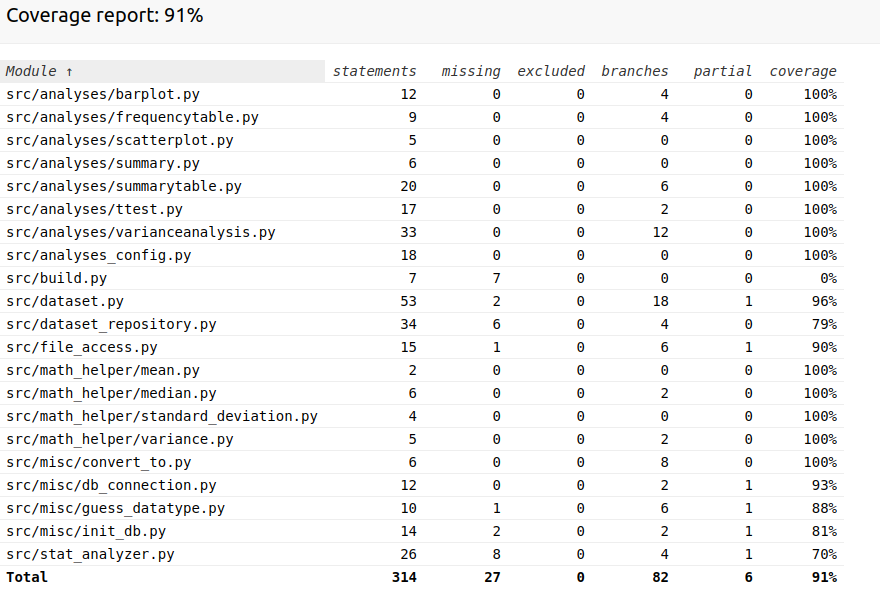 Coverage report: 91%
Module ↑ statements missing excluded branches partial coverage
src/analyses/barplot.py 12 0 0 4 0 100%
src/analyses/frequencytable.py 9 0 0 4 0 100%
src/analyses/scatterplot.py 5 0 0 0 0 100%
src/analyses/summary.py 6 0 0 0 0 100%
src/analyses/summarytable.py 20 0 0 6 0 100%
src/analyses/ttest.py 17 0 0 2 0 100%
src/analyses/varianceanalysis.py 33 0 0 12 0 100%
src/analyses_config.py 18 0 0 0 0 100%
src/build.py 7 7 0 0 0 0%
src/dataset.py 53 2 0 18 1 96%
src/dataset_repository.py 34 6 0 4 0 79%
src/file_access.py 15 1 0 6 1 90%
src/math_helper/mean.py 2 0 0 0 0 100%
src/math_helper/median.py 6 0 0 2 0 100%
src/math_helper/standard_deviation.py 4 0 0 0 0 100%
src/math_helper/variance.py 5 0 0 2 0 100%
src/misc/convert_to.py 6 0 0 8 0 100%
src/misc/db_connection.py 12 0 0 2 1 93%
src/misc/guess_datatype.py 10 1 0 6 1 88%
src/misc/init_db.py 14 2 0 2 1 81%
src/stat_analyzer.py 26 8 0 4 1 70%
Total 314 27 0 82 6 91%